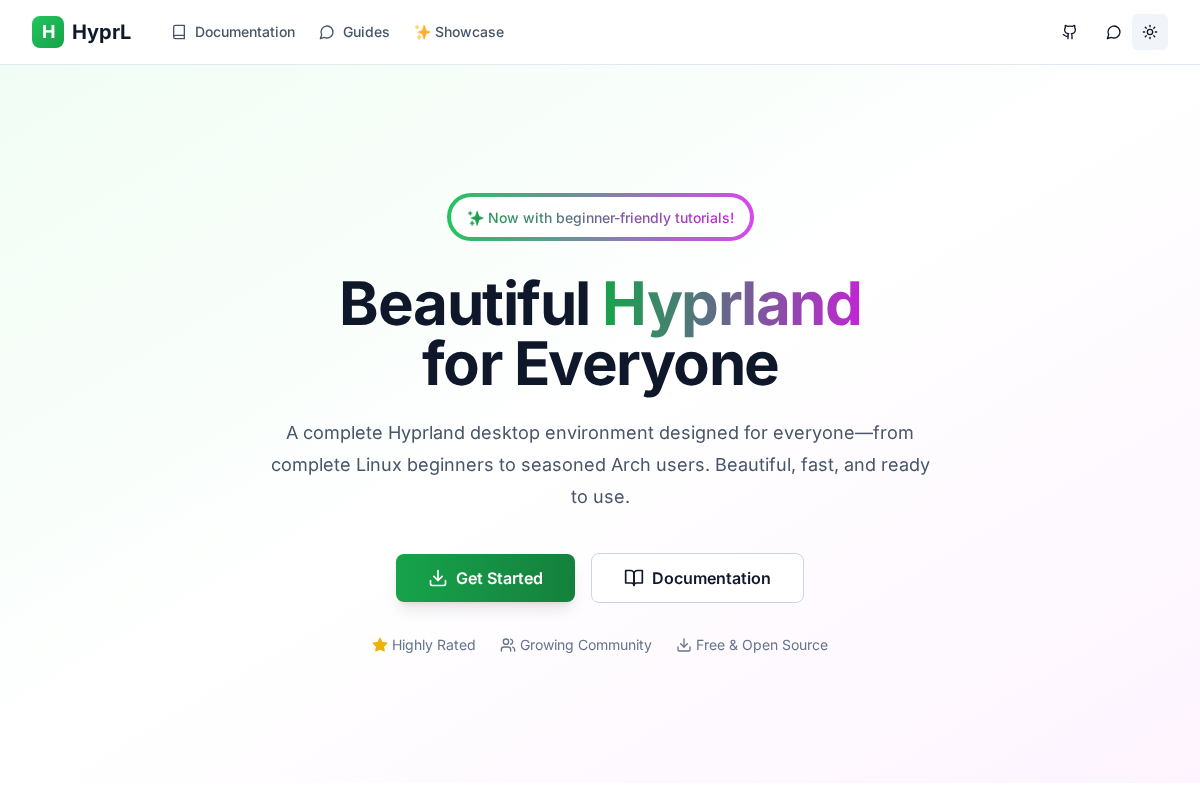 H HyprL
Documentation
Guides
✨ Showcase
✨ Now with beginner-friendly tutorials!
Beautiful Hyprland
for Everyone
A complete Hyprland desktop environment designed for everyone—from
complete Linux beginners to seasoned Arch users. Beautiful, fast, and ready
to use.
Get Started
Documentation
Highly Rated
Growing Community
Free & Open Source